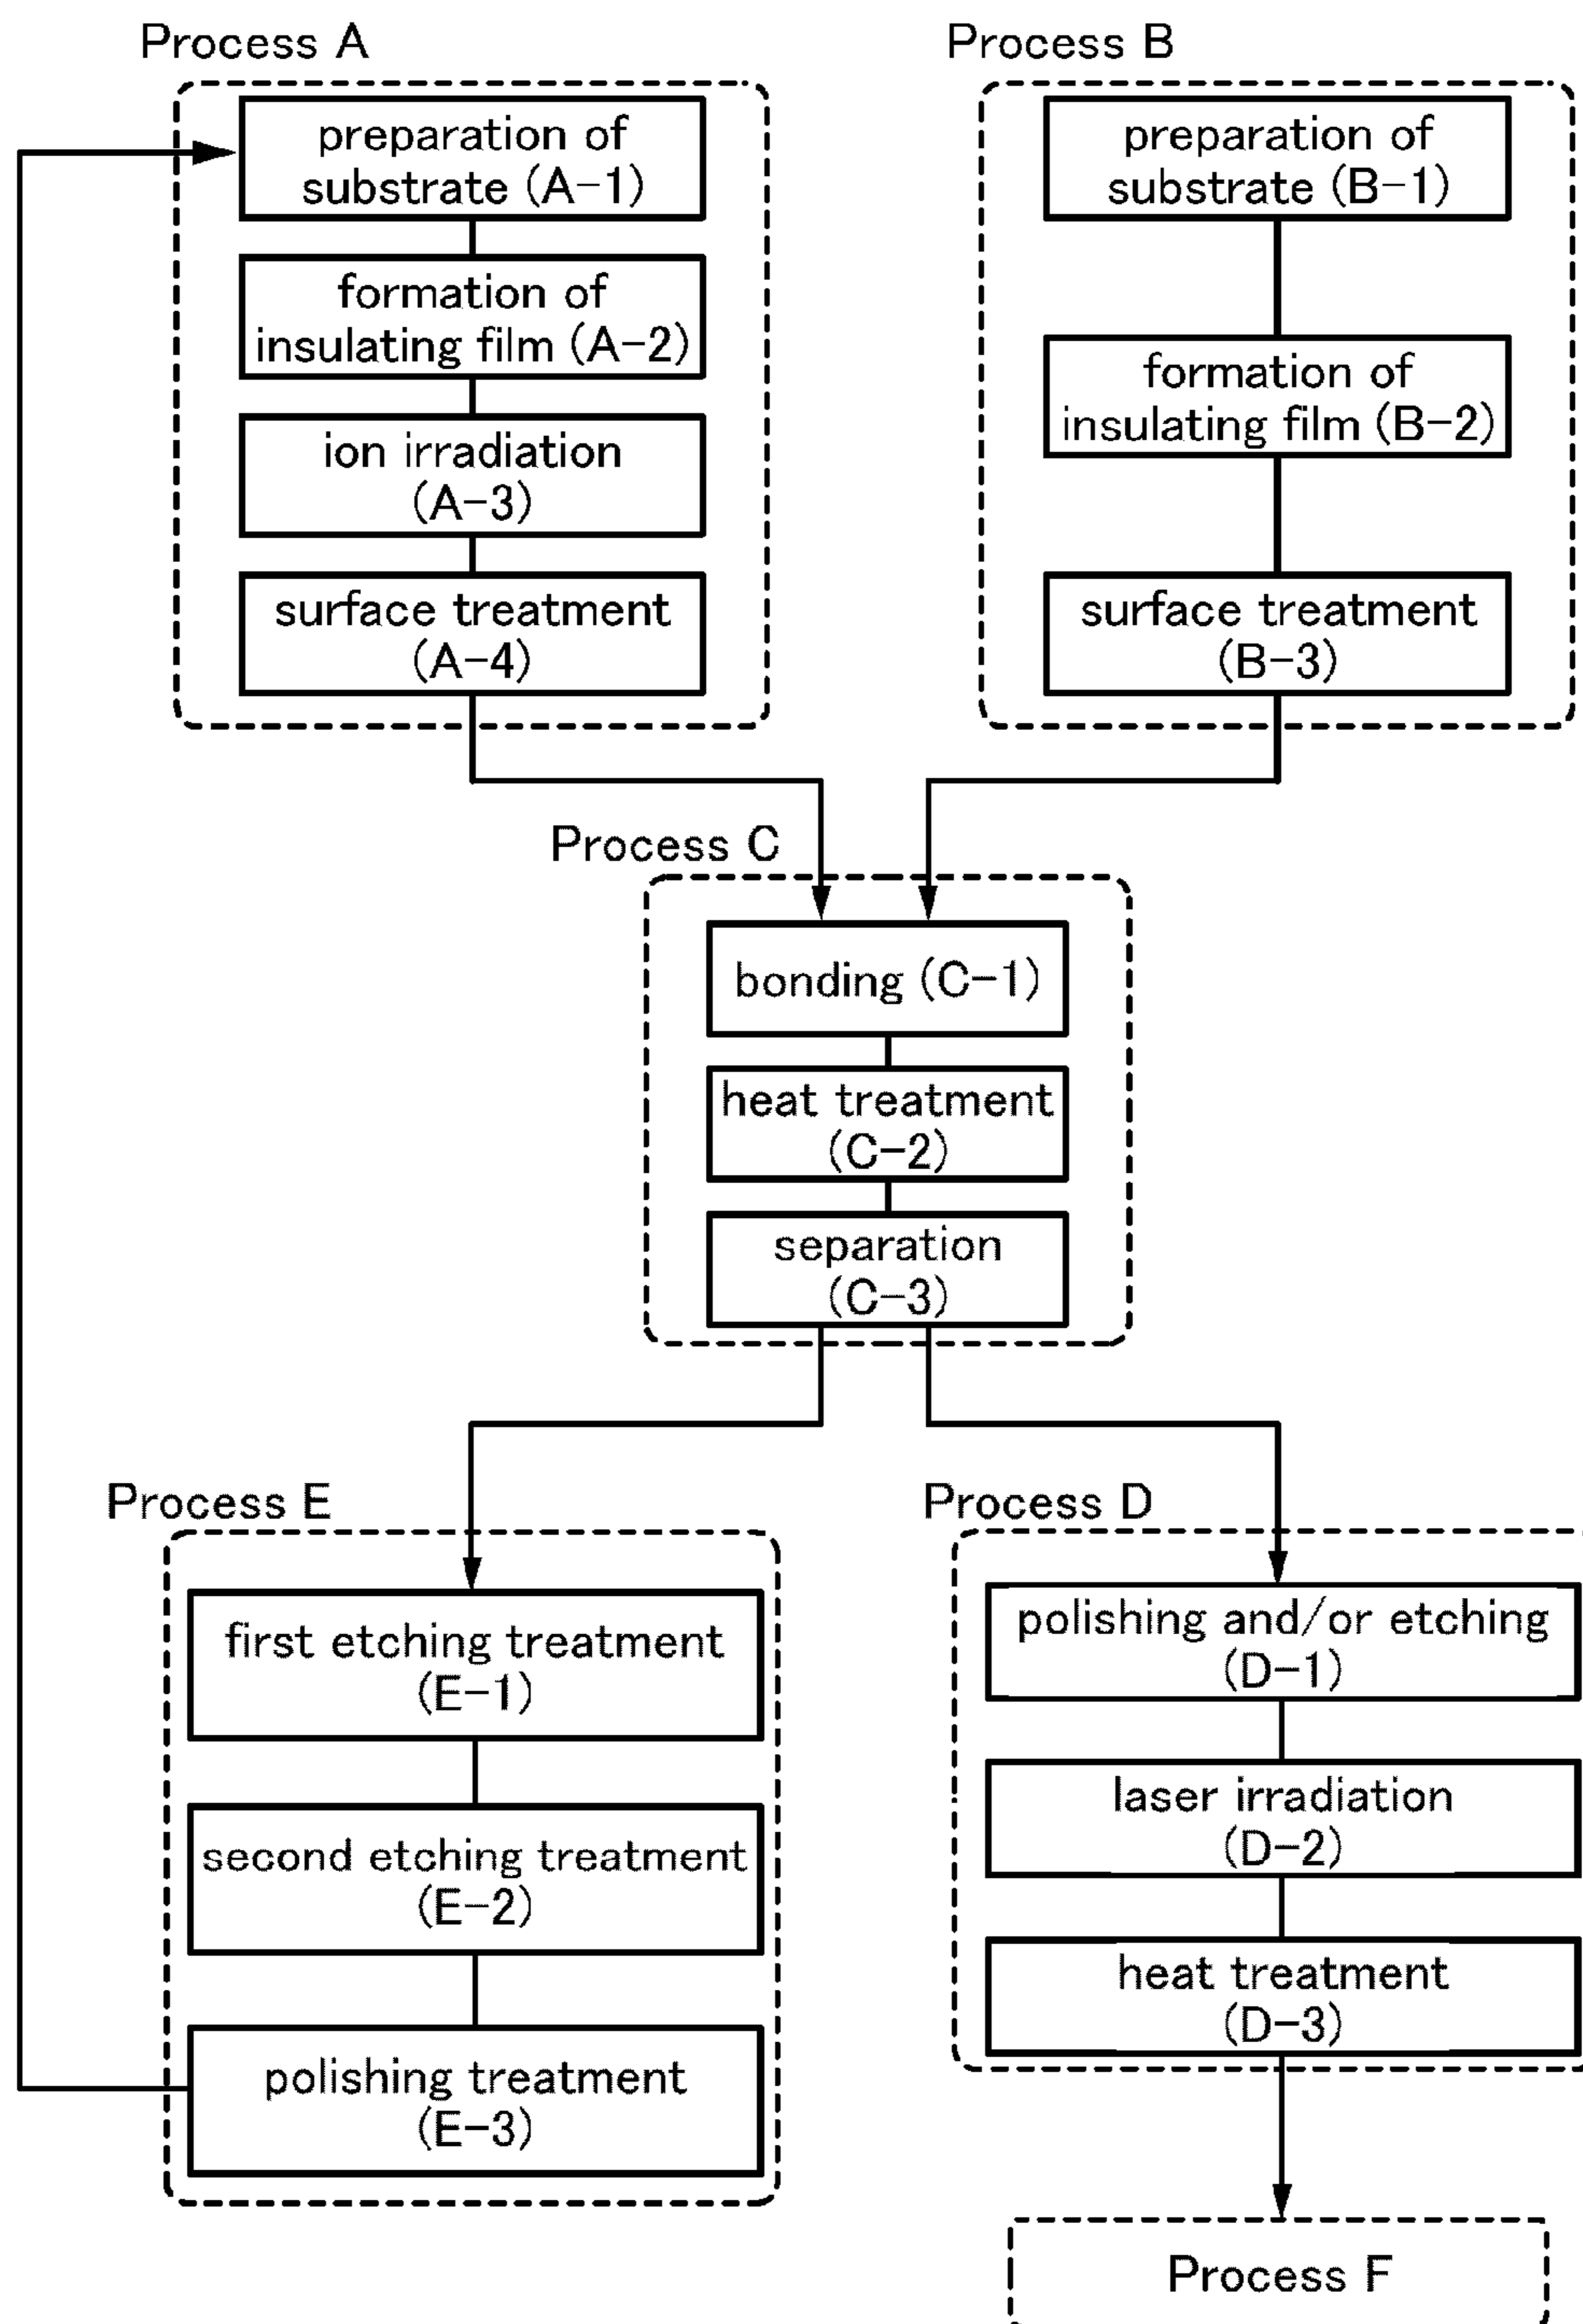 Process A
preparation of
substrate (A-1)
formation of
insulating film (A-2)
ion irradiation
(A-3)
surface treatment
(A-4)
Process B
preparation of
substrate (B-1)
formation of
insulating film (B-2)
surface treatment
(B-3)
Process C
bonding (C-1)
heat treatment
(C-2)
separation
(C-3)
Process E
first etching treatment
(E-1)
second etching treatment
(E-2)
polishing treatment
(E-3)
Process D
polishing and/or etching
(D-1)
laser irradiation
(D-2)
heat treatment
(D-3)
Process F